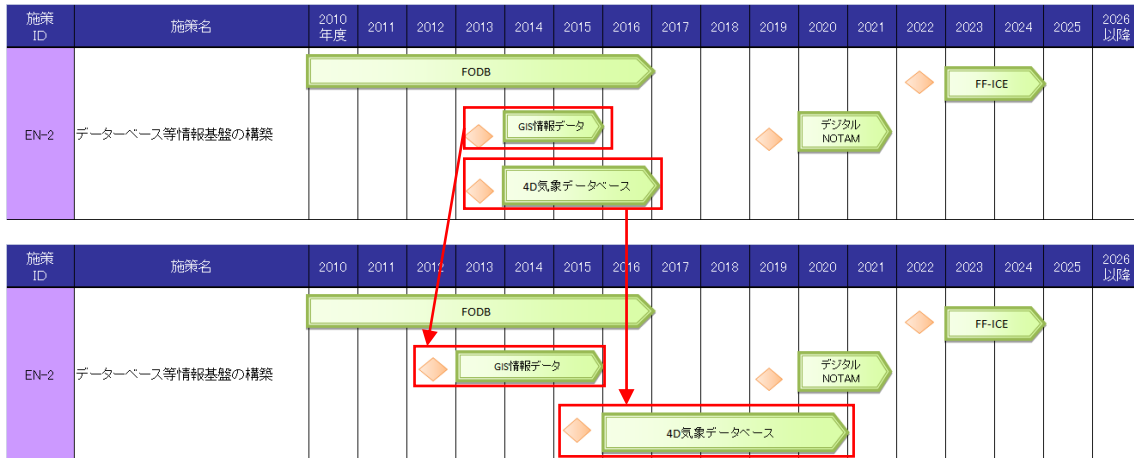 施策
ID
施策名
2010
年度
2011
2012
2013
2014
2015
2016
2017
2018
2019
2020
2021
2022
2023
2024
2025
2026
以降
FODB
FF-ICE
EN-2
データーベース等情報基盤の構築
GIS情報データ
デジタル
NOTAM
4D気象データベース
施策
ID
施策名
2010
2011
2012
2013
2014
2015
2016
2017
2018
2019
2020
2021
2022
2023
2024
2025
2026
以降
FODB
FF-ICE
EN-2
データーベース等情報基盤の構築
GIS情報データ
デジタル
NOTAM
4D気象データベース